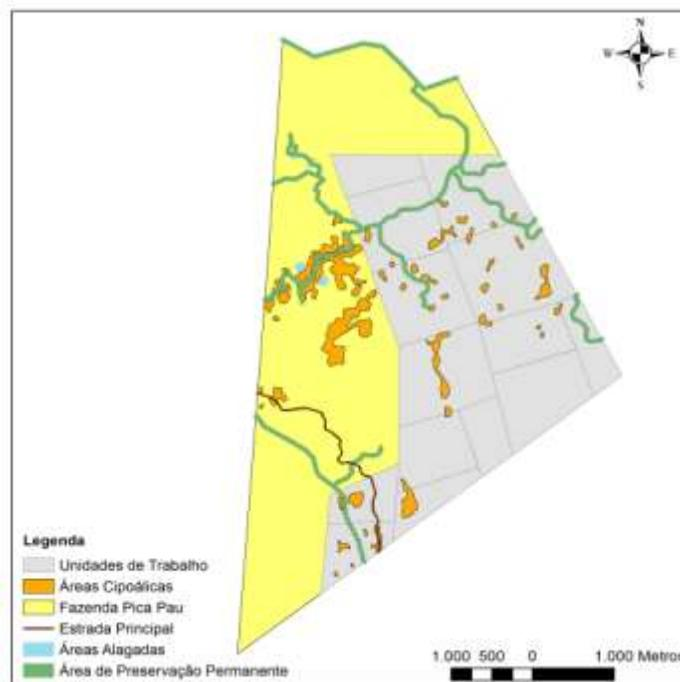 N
W E
S
Legenda
Unidades de Trabalho
Áreas Cipoálicas
Fazenda Pica Pau
Estrada Principal
Áreas Alagadas
Área de Preservação Permanente
1.000 500 0 1.000 Metros